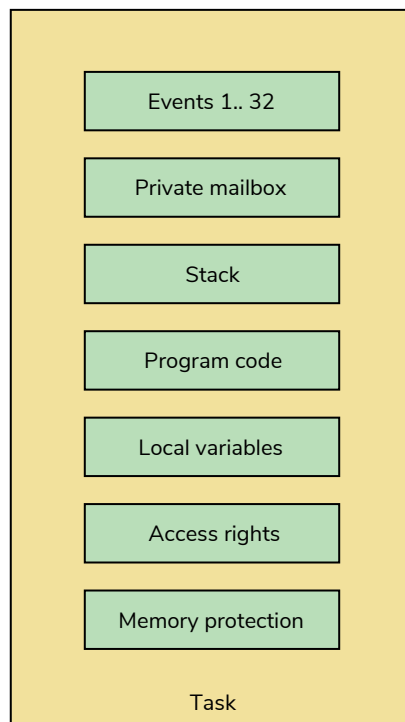 Events 1.. 32
Private mailbox
Stack
Program code
Local variables
Access rights
Memory protection
Task